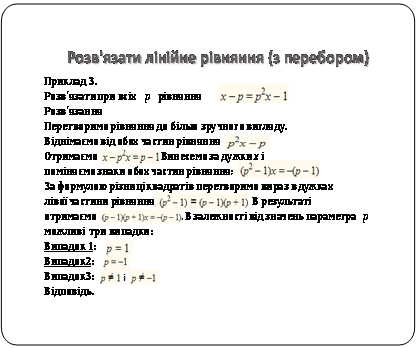 Розв'язати лінійне рівняння (з перебором)
Приклад 3.
Розв'язати при всіх p рівняння x − p = p²x − 1
Розв'язання
Перетворимо рівняння до більш зручного вигляду.
Віднімаємо від обох частин рівняння p²x − p
Отримаємо x − p²x = p − 1 Винесемо за дужки x і
поміняємо знаки обох частин рівняння: (p² − 1)x = −(p − 1)
За формулою різниці квадратів перетворимо вираз в дужках
лівої частини рівняння (p² − 1) = (p − 1)(p + 1) В результаті
отримаємо (p − 1)(p + 1)x = −(p − 1). В залежності від значень параметра p
можливі три випадки:
Випадок 1: p = 1
Випадок2: p = −1
Випадок3: p ≠ 1 і p ≠ −1
Відповідь.